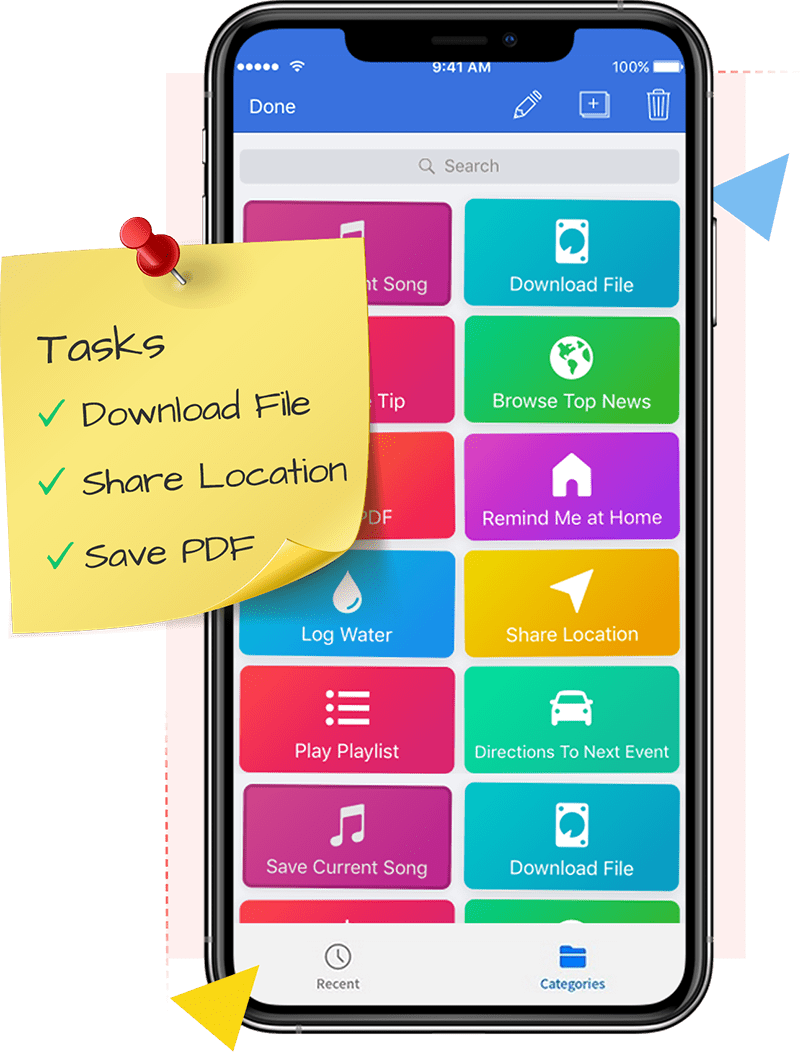 9:41 AM
100%
Done
Search
nt Song
Download File
Tip
Browse Top News
PDF
Remind Me at Home
Log Water
Share Location
Play Playlist
Directions To Next Event
Save Current Song
Download File
Recent
Categories
Tasks
✓ Download File
✓ Share Location
✓ Save PDF